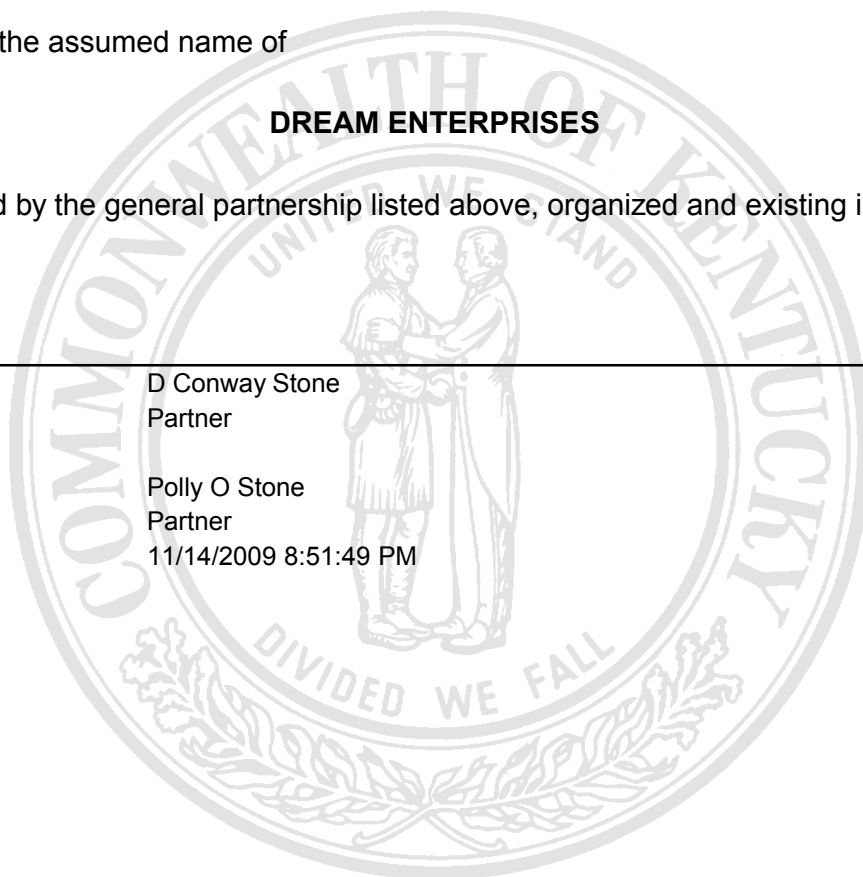 the assumed name of
DREAM ENTERPRISES
by the general partnership listed above, organized and existing
D Conway Stone
Partner
Polly O Stone
Partner
11/14/2009 8:51:49 PM
COMMONWEALTH OF KENTUCKY
UNITED WE STAND
DIVIDED WE FALL